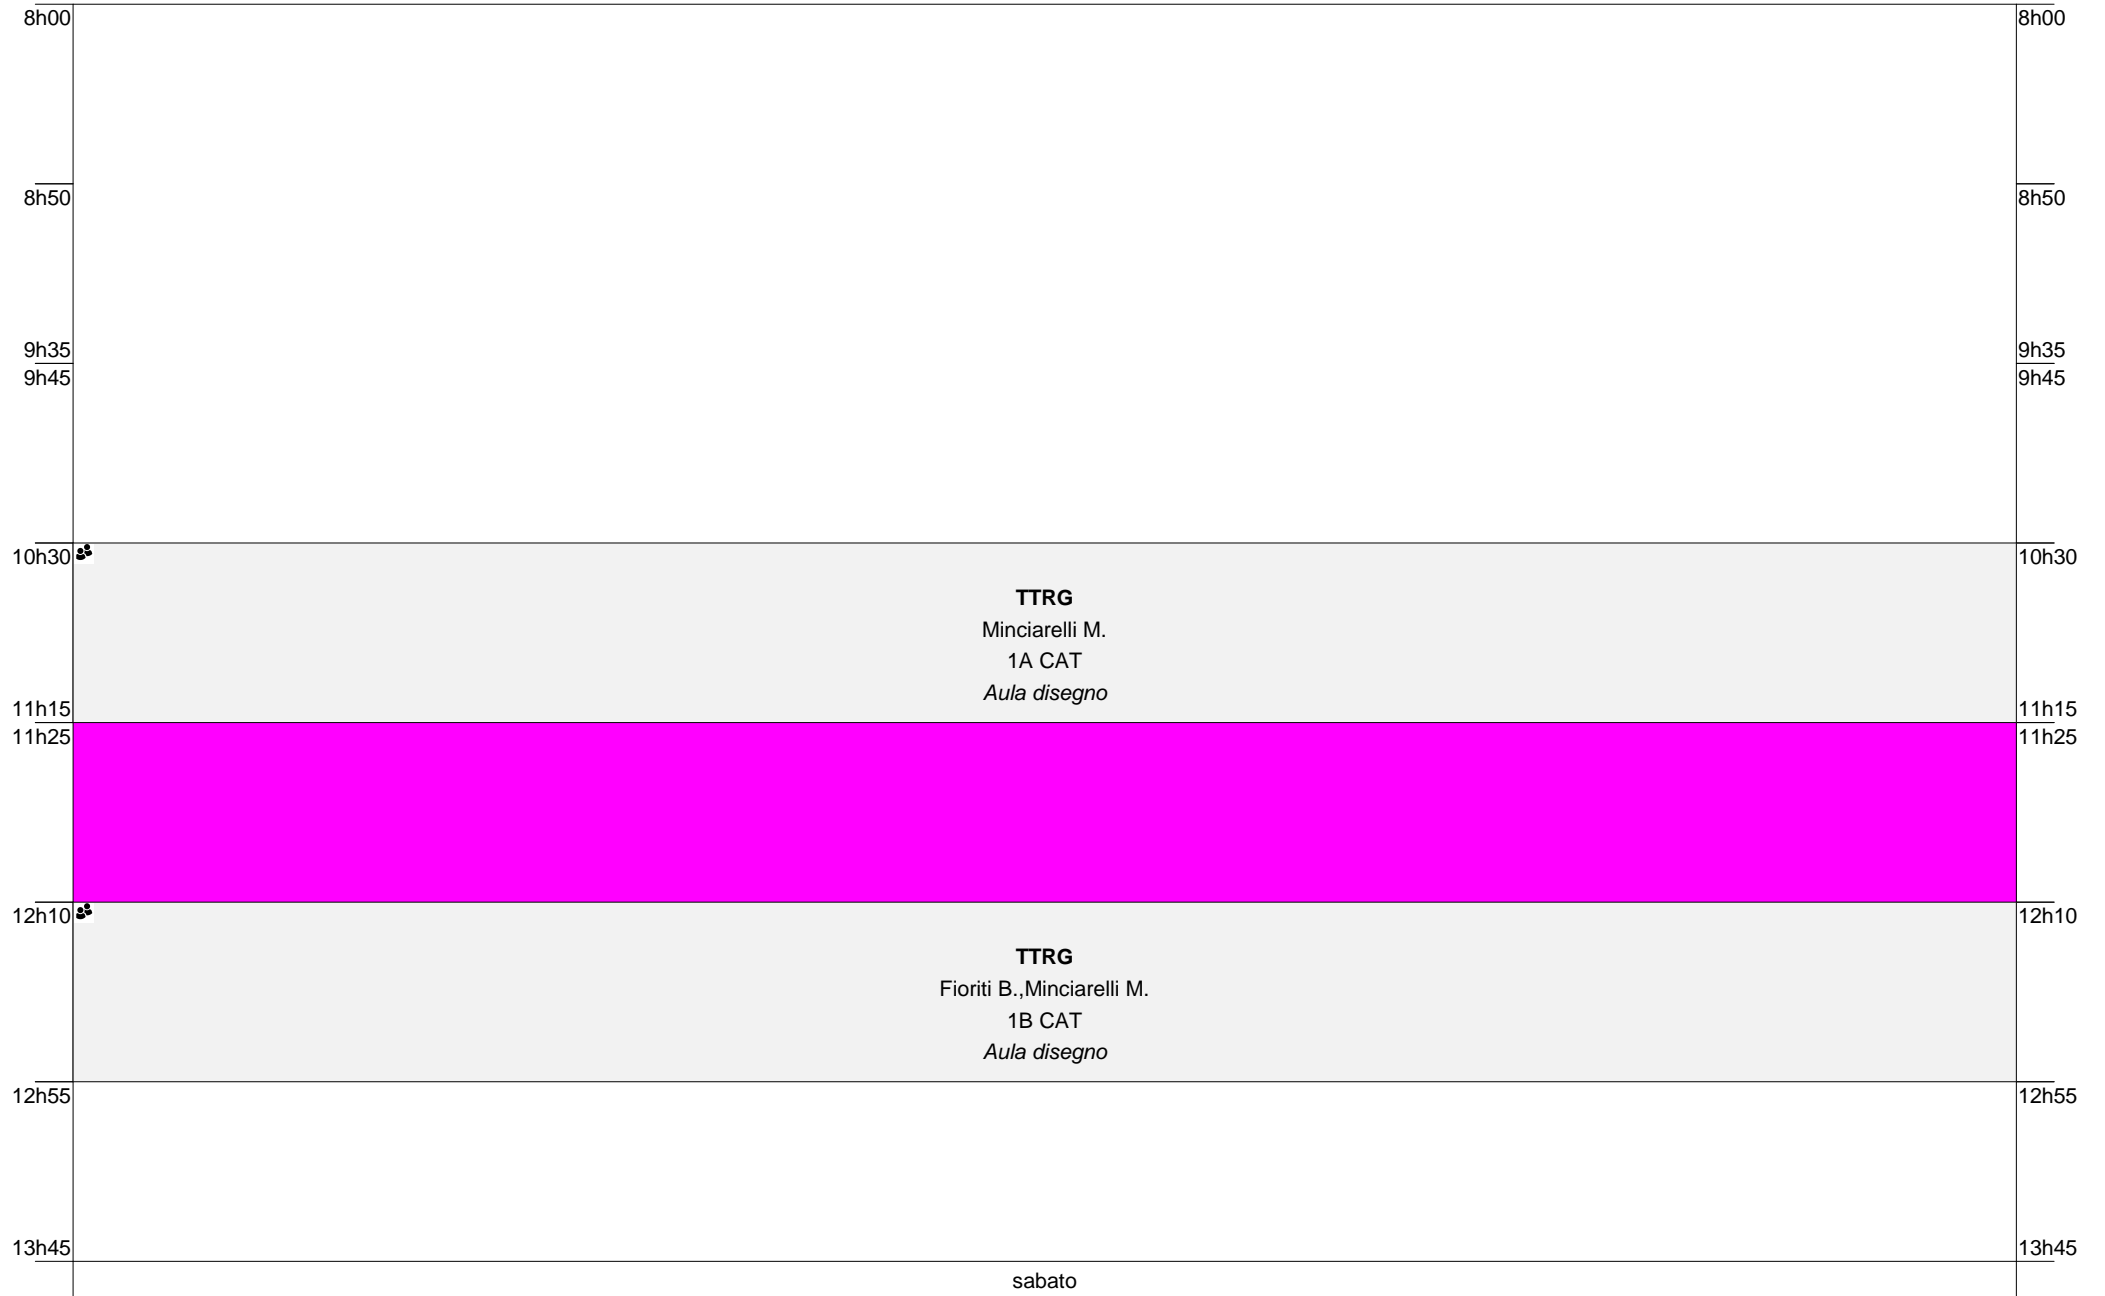 8h00 8h00
8h50 8h50
9h35 9h35
9h45 9h45
10h30 10h30
TTRG
Minciarelli M.
1A CAT
Aula disegno
11h15 11h15
11h25 11h25
12h10 12h10
TTRG
Fioriti B.,Minciarelli M.
1B CAT
Aula disegno
12h55 12h55
13h45 13h45
sabato